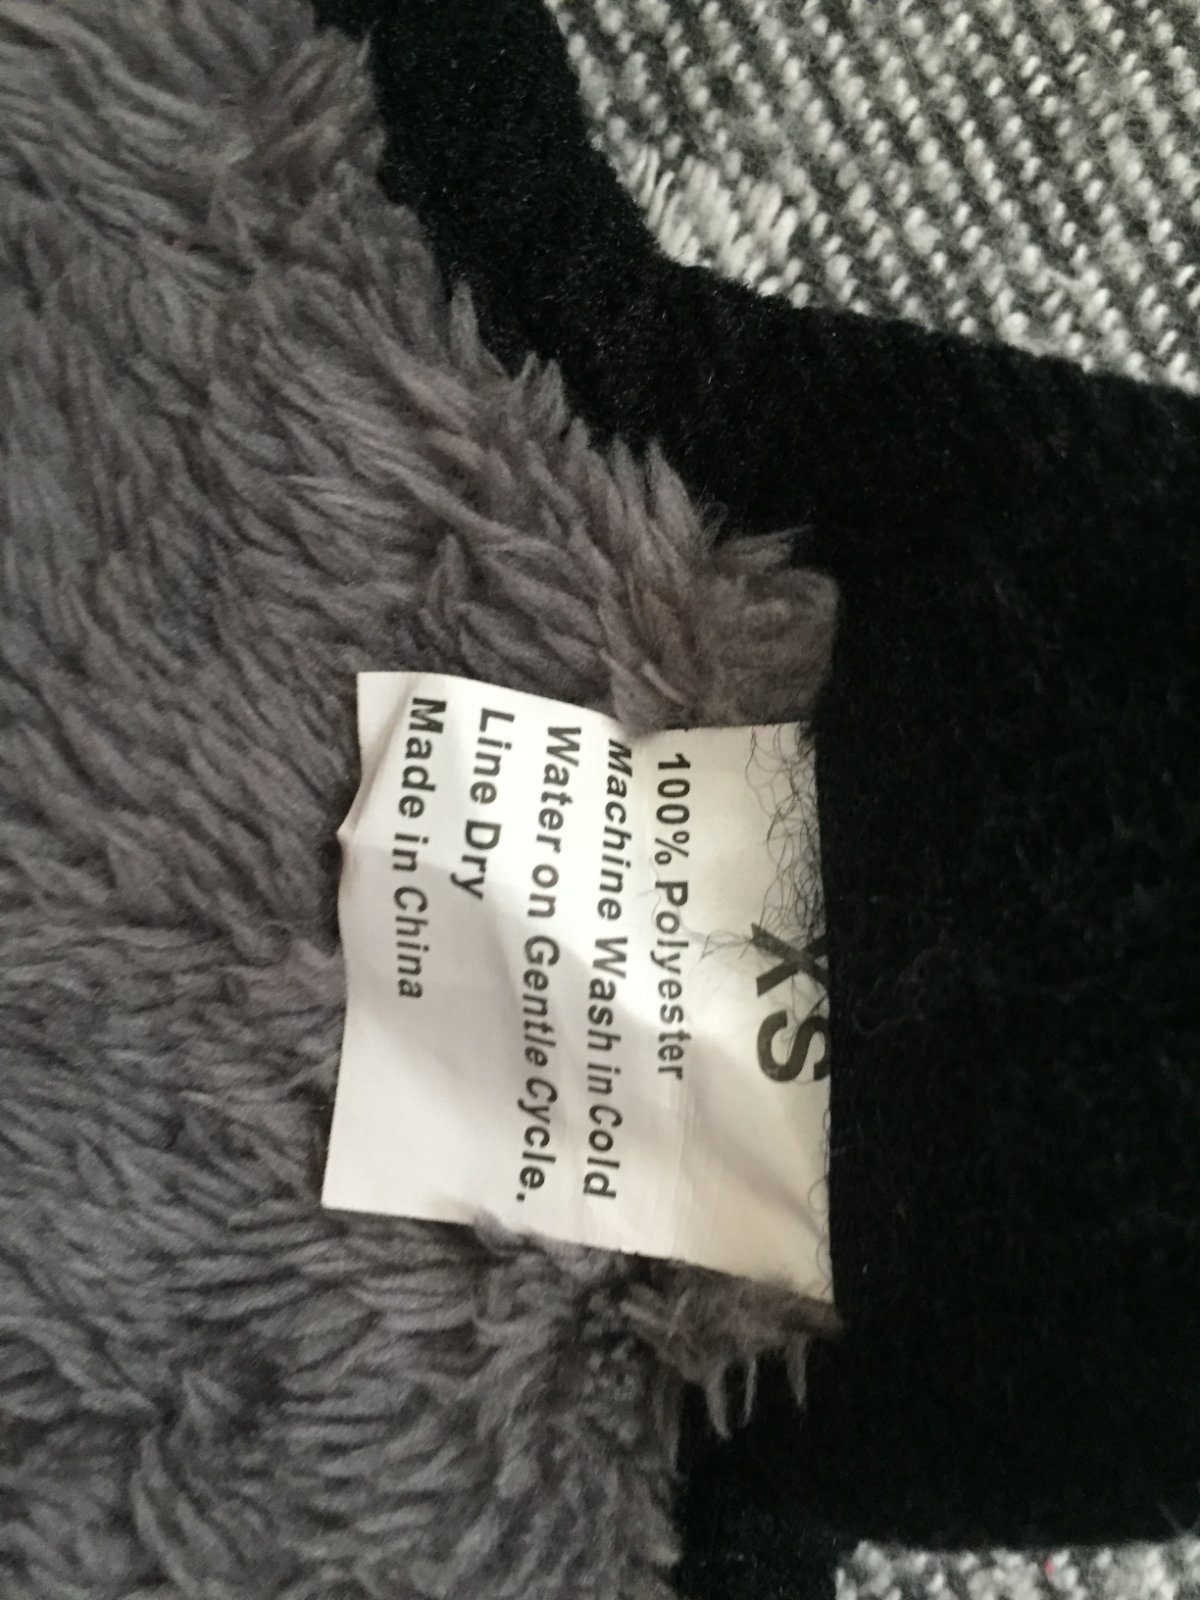 XS
100% Polyester
Machine Wash in Cold
Water on Gentle Cycle.
Line Dry
Made in China